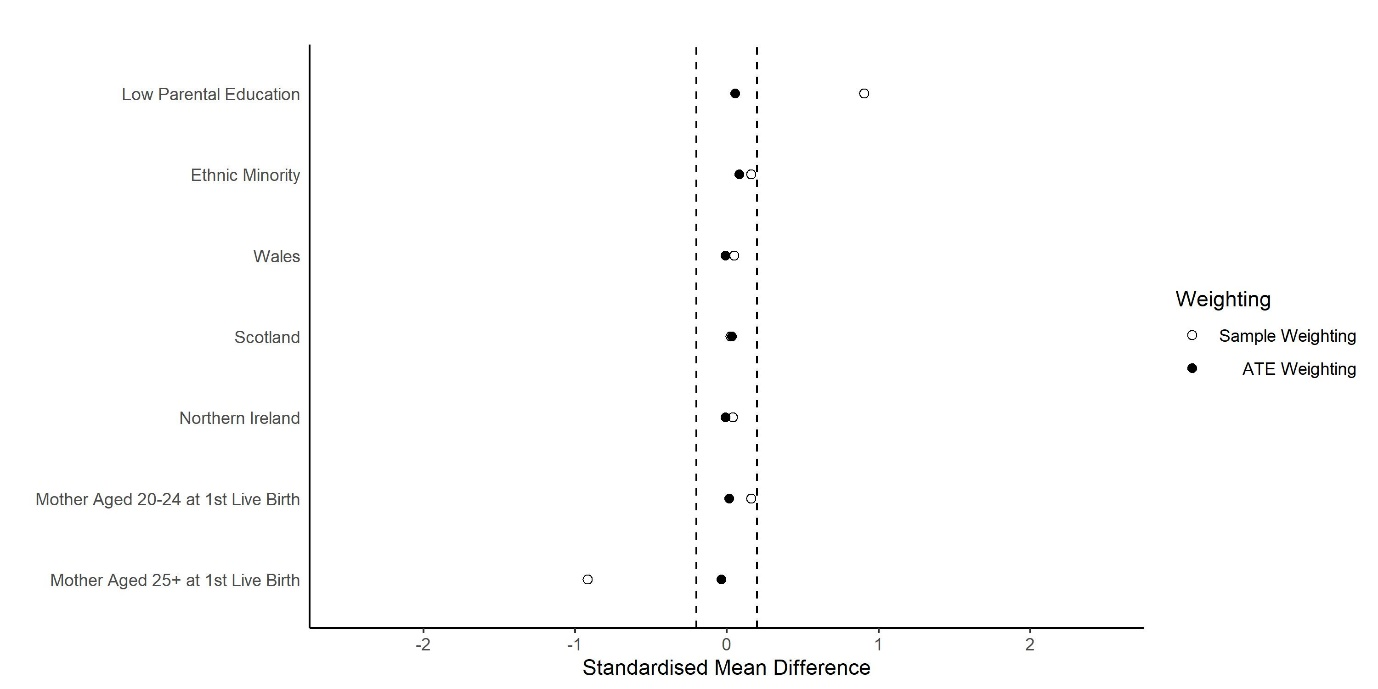 Low Parental Education
Ethnic Minority
Wales
Scotland
Northern Ireland
Mother Aged 20-24 at 1st Live Birth
Mother Aged 25+ at 1st Live Birth
-2 -1 0 1 2
Standardised Mean Difference
Weighting
Sample Weighting
ATE Weighting